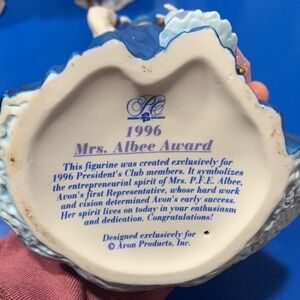 1996
Mrs. Albee Award
This figurine was created exclusively for
1996 President's Club members. It symbolizes
the entrepreneurial spirit of Mrs. P.F.E. Albee,
Avon's first Representative, whose hard work
and vision determined Avon's early success.
Her spirit lives on today in your enthusiasm
and dedication. Congratulations!
Designed exclusively for
© Avon Products, Inc.